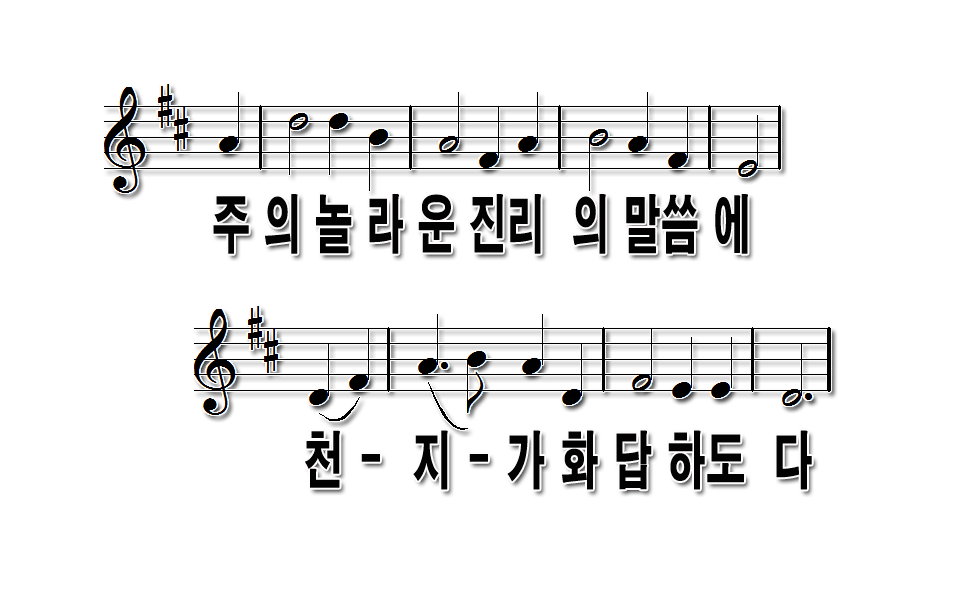 주 의 놀 라 운 진리 의 말씀 에
천 - 지 - 가 화 답 하도 다